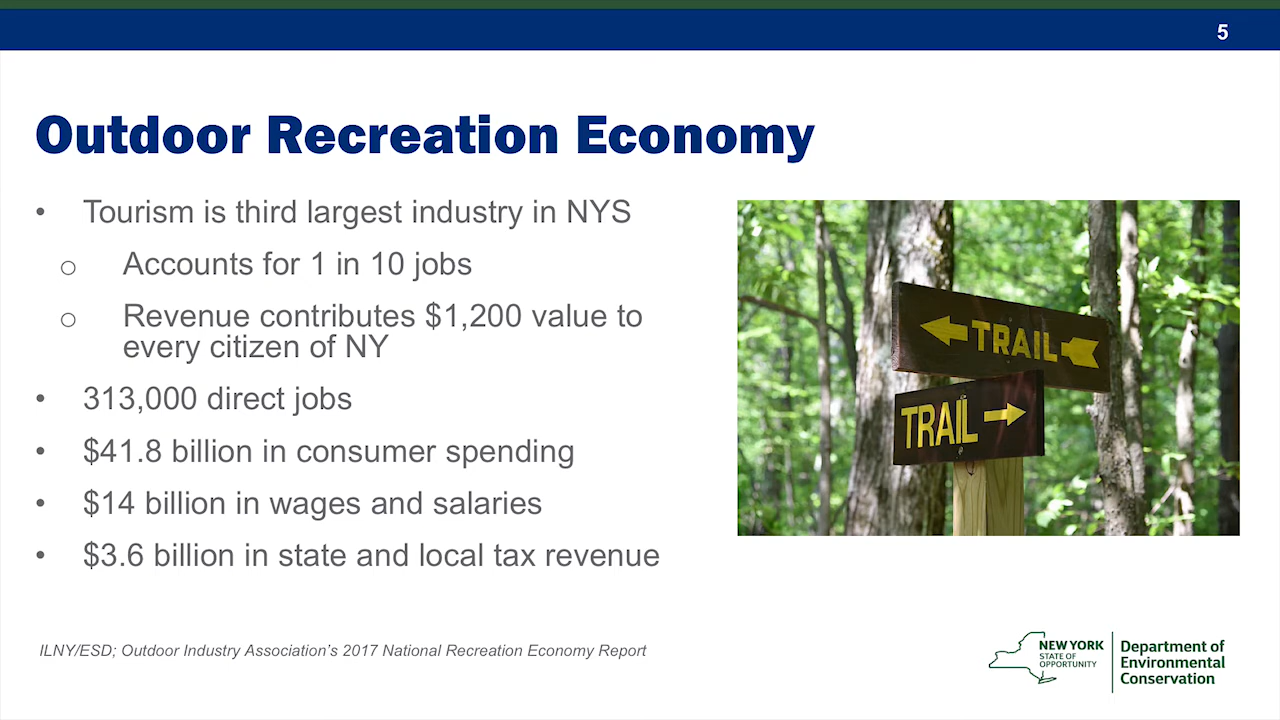 5
Outdoor Recreation Economy
• Tourism is third largest industry in NYS
o Accounts for 1 in 10 jobs
o Revenue contributes $1,200 value to
every citizen of NY
• 313,000 direct jobs
• $41.8 billion in consumer spending
• $14 billion in wages and salaries
• $3.6 billion in state and local tax revenue
TRAIL
TRAIL
ILNY/ESD; Outdoor Industry Association’s 2017 National Recreation Economy Report
NEW YORK
STATE OF
OPPORTUNITY
Department of
Environmental
Conservation